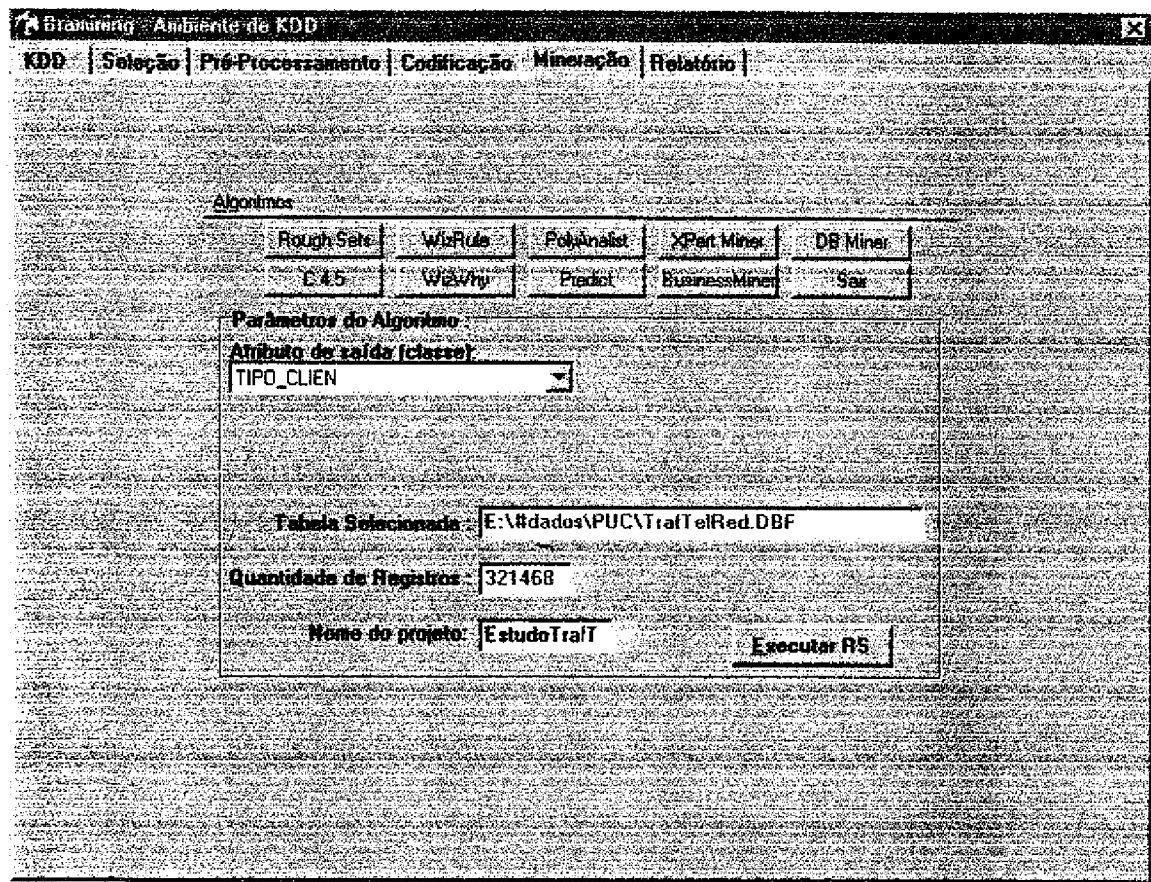 Bramining - Ambiente de KDD
KDD Seleção Pré-Processamento Codificação Mineração Relatório
Algoritmos
Rough Sets WizRule PolyAnalist XPert Miner DB Miner
C 4.5 WizWhy Predict BusinessMiner
Parâmetros do Algoritmo :
Atributo de saída (classe):
TIPO_CLIEN
Tabela Selecionada : E:\#dados\PUC\TrafTelRed.DBF
Quantidade de Registros : 321468
Nome do projeto: EstudoTrafT
Executar RS